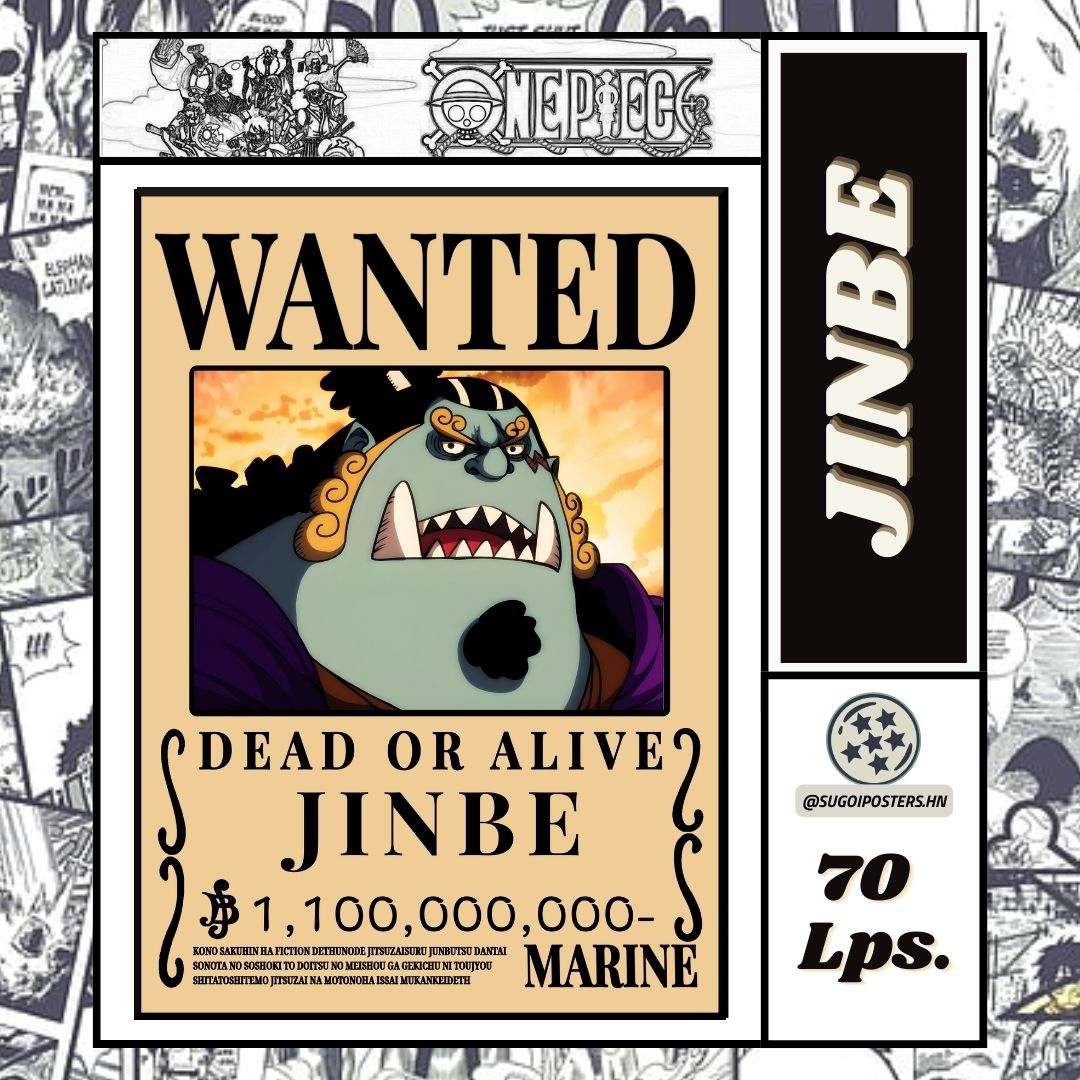 ONE PIECE
WANTED
DEAD OR ALIVE
JINBE
1,100,000,000-
KONO SAKUHIN HA FICTION DETHUNODE JITSUZAISURU JUNBUTSU DANTAI
SONOTA NO SOSHOKI TO DOITSU NO MEISHOU GA GEKICHU NI TOUJYOU
SHITATOSHITEMO JITSUZAI NA MOTONOHA ISSAI MUKANKEIDETH
MARINE
JINBE
@SUGOIPOSTERS.HN
70
Lps.